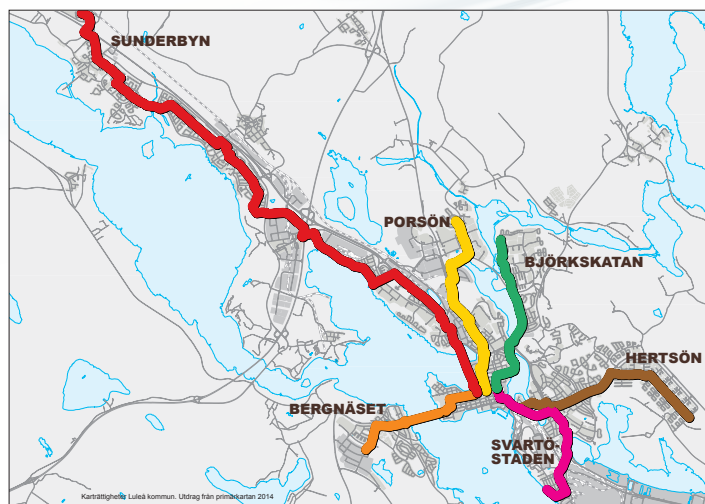 SUNDERBYN
PORSÖN
BJÖRKSKATAN
HERTSÖN
BERGNÄSET
SVARTÖ-
STADEN
Karträttigheter Luleå kommun. Utdrag från primärkartan 2014